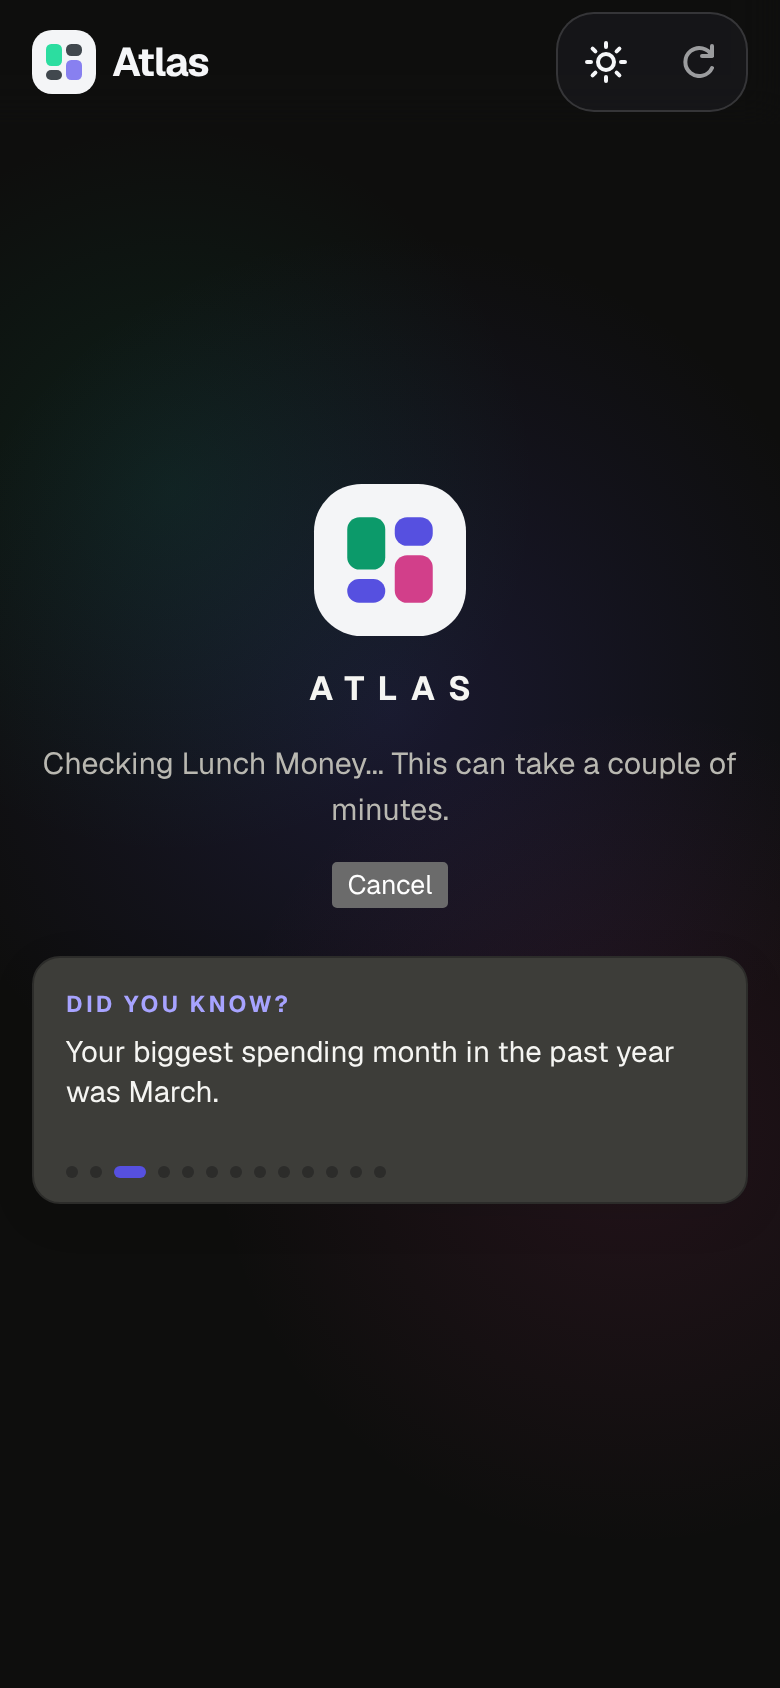 Atlas
ATLAS
Checking Lunch Money... This can take a couple of
minutes.
Cancel
DID YOU KNOW?
Your biggest spending month in the past year
was March.